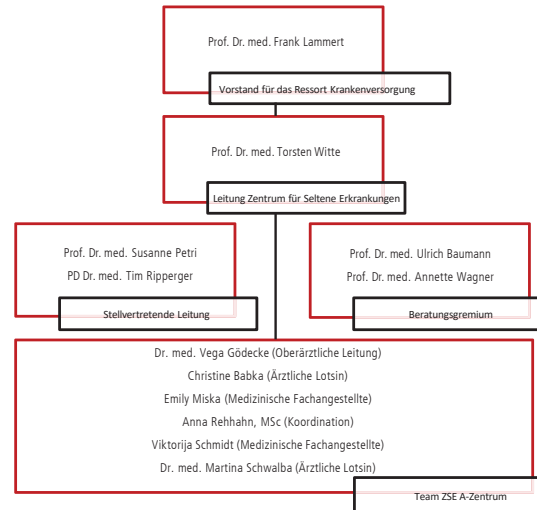 Prof. Dr. med. Frank Lammert
Vorstand für das Ressort Krankenversorgung
Prof. Dr. med. Torsten Witte
Leitung Zentrum für Seltene Erkrankungen
Prof. Dr. med. Susanne Petri
PD Dr. med. Tim Ripperger
Stellvertretende Leitung
Prof. Dr. med. Ulrich Baumann
Prof. Dr. med. Annette Wagner
Beratungsgremium
Dr. med. Vega Gödecke (Oberärztliche Leitung)
Christine Babka (Ärztliche Lotsin)
Emily Miska (Medizinische Fachangestellte)
Anna Rehhahn, MSc (Koordination)
Viktorija Schmidt (Medizinische Fachangestellte)
Dr. med. Martina Schwalba (Ärztliche Lotsin)
Team ZSE A-Zentrum